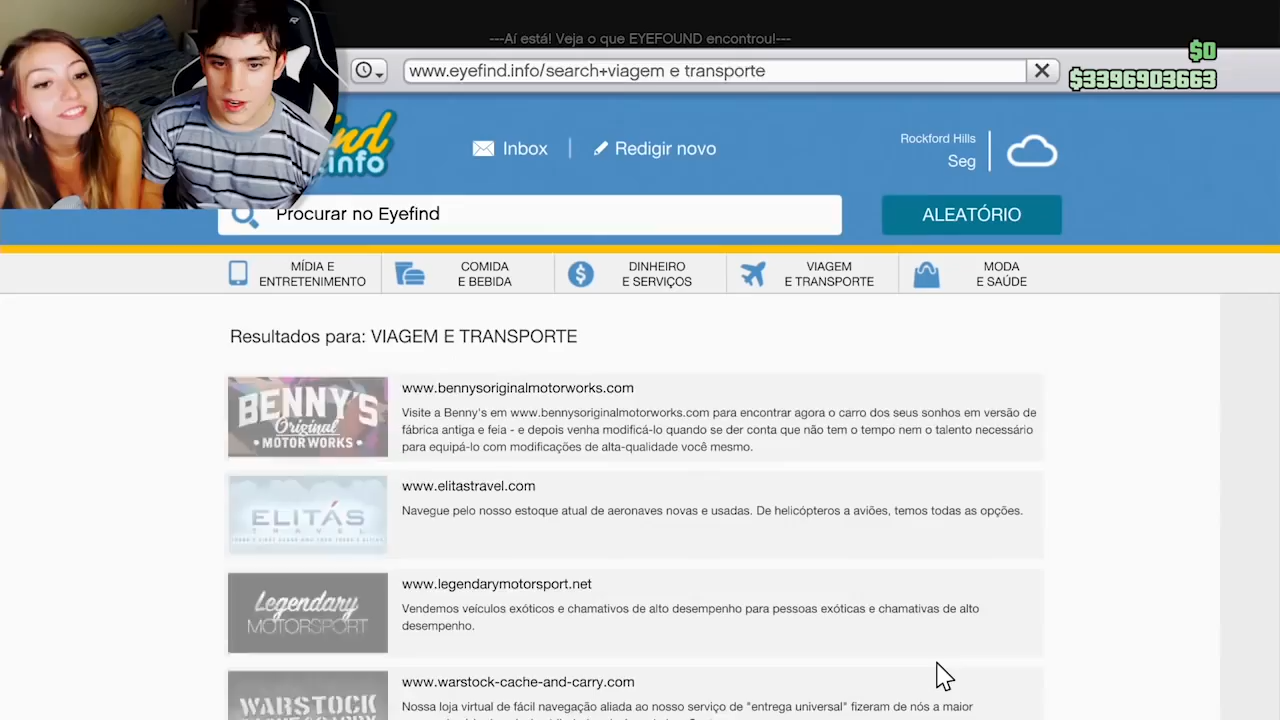 ---Aí está! Veja o que EYEFOUND encontrou!---
www.eyefind.info/search+viagem e transporte
$0
$3396903663
.info
Inbox
Redigir novo
Rockford Hills
Seg
Procurar no Eyefind
ALEATÓRIO
MÍDIA E
ENTRETENIMENTO
COMIDA
E BEBIDA
DINHEIRO
E SERVIÇOS
VIAGEM
E TRANSPORTE
MODA
E SAÚDE
Resultados para: VIAGEM E TRANSPORTE
BENNY'S
Original
MOTOR WORKS
www.bennysoriginalmotorworks.com
Visite a Benny's em www.bennysoriginalmotorworks.com para encontrar agora o carro dos seus sonhos em versão de
fábrica antiga e feia - e depois venha modificá-lo quando se der conta que não tem o tempo nem o talento necessário
para equipá-lo com modificações de alta-qualidade você mesmo.
ELITÁS
TRAVEL
www.elitastravel.com
Navegue pelo nosso estoque atual de aeronaves novas e usadas. De helicópteros a aviões, temos todas as opções.
Legendary
MOTORSPORT
www.legendarymotorsport.net
Vendemos veículos exóticos e chamativos de alto desempenho para pessoas exóticas e chamativas de alto
desempenho.
WARSTOCK
www.warstock-cache-and-carry.com
Nossa loja virtual de fácil navegação aliada ao nosso serviço de "entrega universal" fizeram de nós a maior